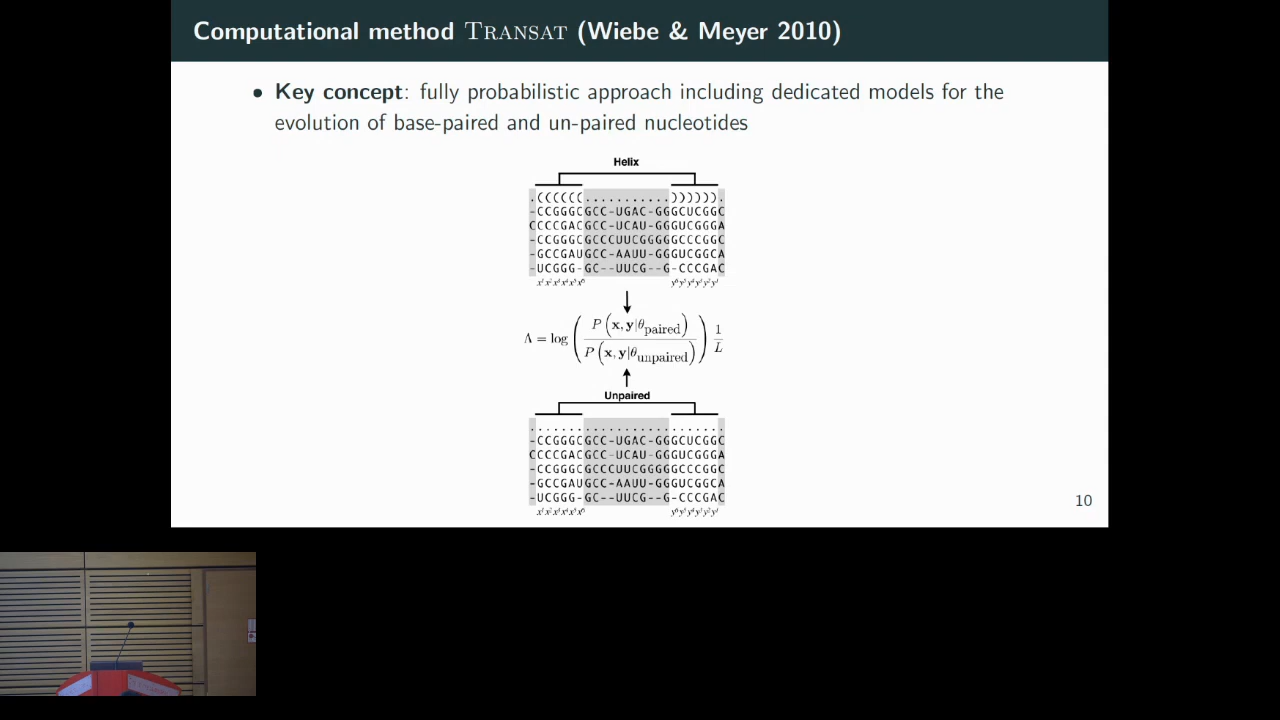 Computational method TRANSAT (Wiebe & Meyer 2010)
• Key concept: fully probabilistic approach including dedicated models for the
evolution of base-paired and un-paired nucleotides
Helix
.((((((...........)))))).
-CCGGGCGCC-UGAC-GGGCUCGGC
CCCCGACGCC-UCAU-GGGUCGGGA
-CCGGGCGCCCUUCGGGGGCCCGGC
-GCCGAUGCC-AAUU-GGGUCGGCA
-UCGGG-GC--UUCG--G-CCCGAC
Λ = log ( P(x, y|θpaired) / P(x, y|θunpaired) ) 1/L
Unpaired
.........................
-CCGGGCGCC-UGAC-GGGCUCGGC
CCCCGACGCC-UCAU-GGGUCGGGA
-CCGGGCGCCCUUCGGGGGCCCGGC
-GCCGAUGCC-AAUU-GGGUCGGCA
-UCGGG-GC--UUCG--G-CCCGAC
10